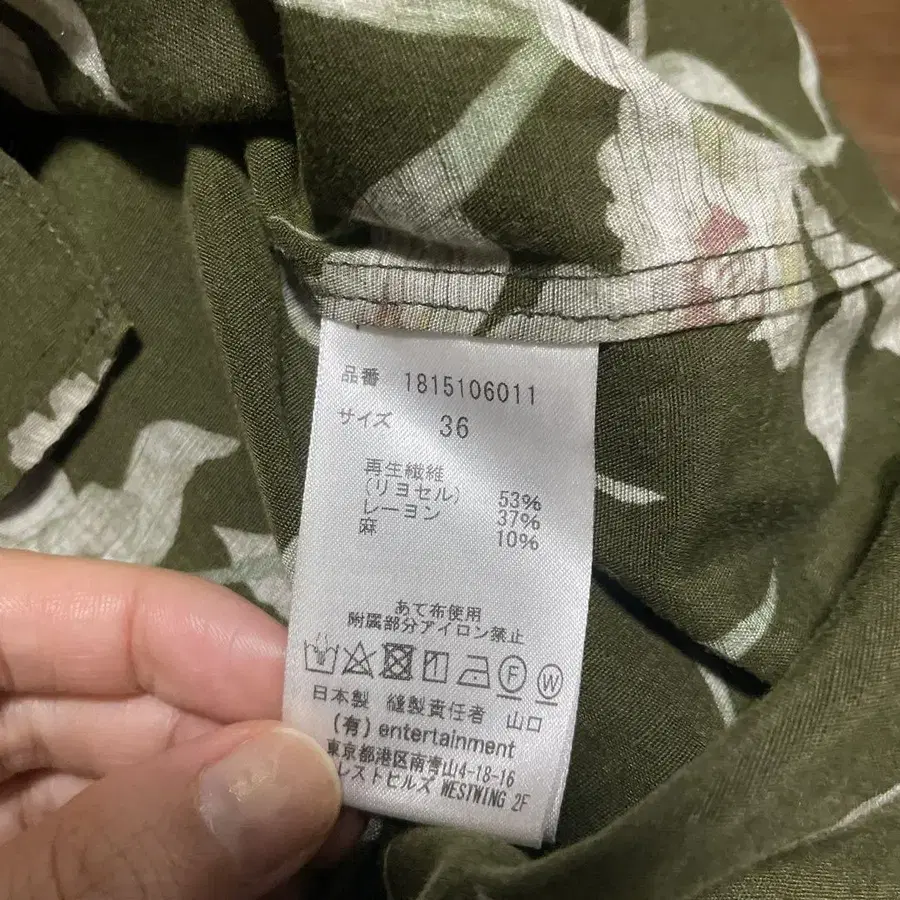 品番 1815106011
サイズ 36
再生繊維
(リヨセル) 53%
レーヨン 37%
麻 10%
あて布使用
附属部分アイロン禁止
F W
日本製 縫製責任者 山口
(有) entertainment
東京都港区南青山4-18-16
レストヒルズ WESTWING 2F